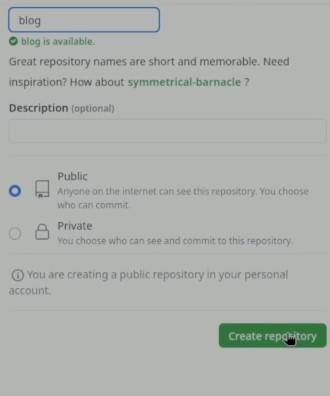 blog
blog is available.
Great repository names are short and memorable. Need
inspiration? How about symmetrical-barnacle ?
Description (optional)
Public
Anyone on the internet can see this repository. You choose
who can commit.
Private
You choose who can see and commit to this repository.
You are creating a public repository in your personal
account.
Create repository